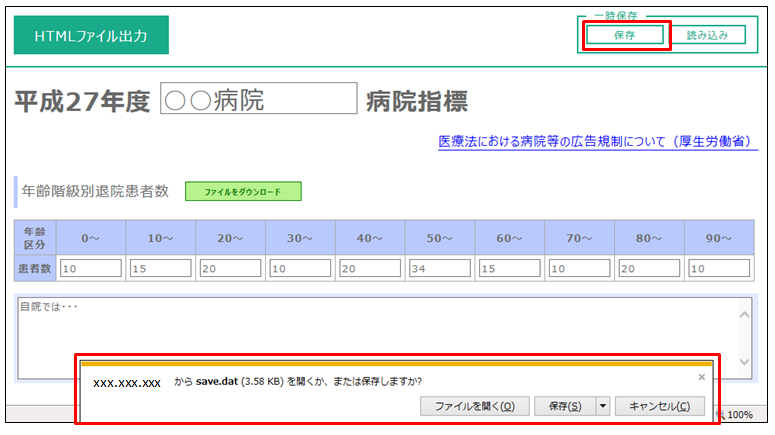 HTMLファイル出力
一時保存
保存 読み込み
平成27年度 〇〇病院 病院指標
医療法における病院等の広告規制について（厚生労働省）
年齢階級別退院患者数 ファイルをダウンロード
年齢区分 0～ 10～ 20～ 30～ 40～ 50～ 60～ 70～ 80～ 90～
患者数 10 15 20 10 20 34 15 10 20 10
自院では・・・
xxx.xxx.xxx から save.dat (3.58 KB) を開くか、または保存しますか?
×
ファイルを開く(O) 保存(S) ▼ キャンセル(C)
100%